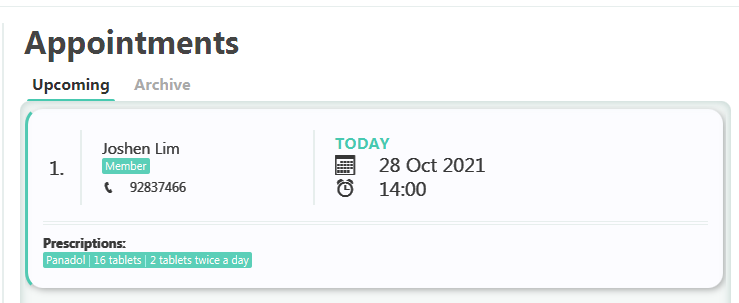 Appointments
Upcoming Archive
1.
Joshen Lim
Member
92837466
TODAY
28 Oct 2021
14:00
Prescriptions:
Panadol | 16 tablets | 2 tablets twice a day